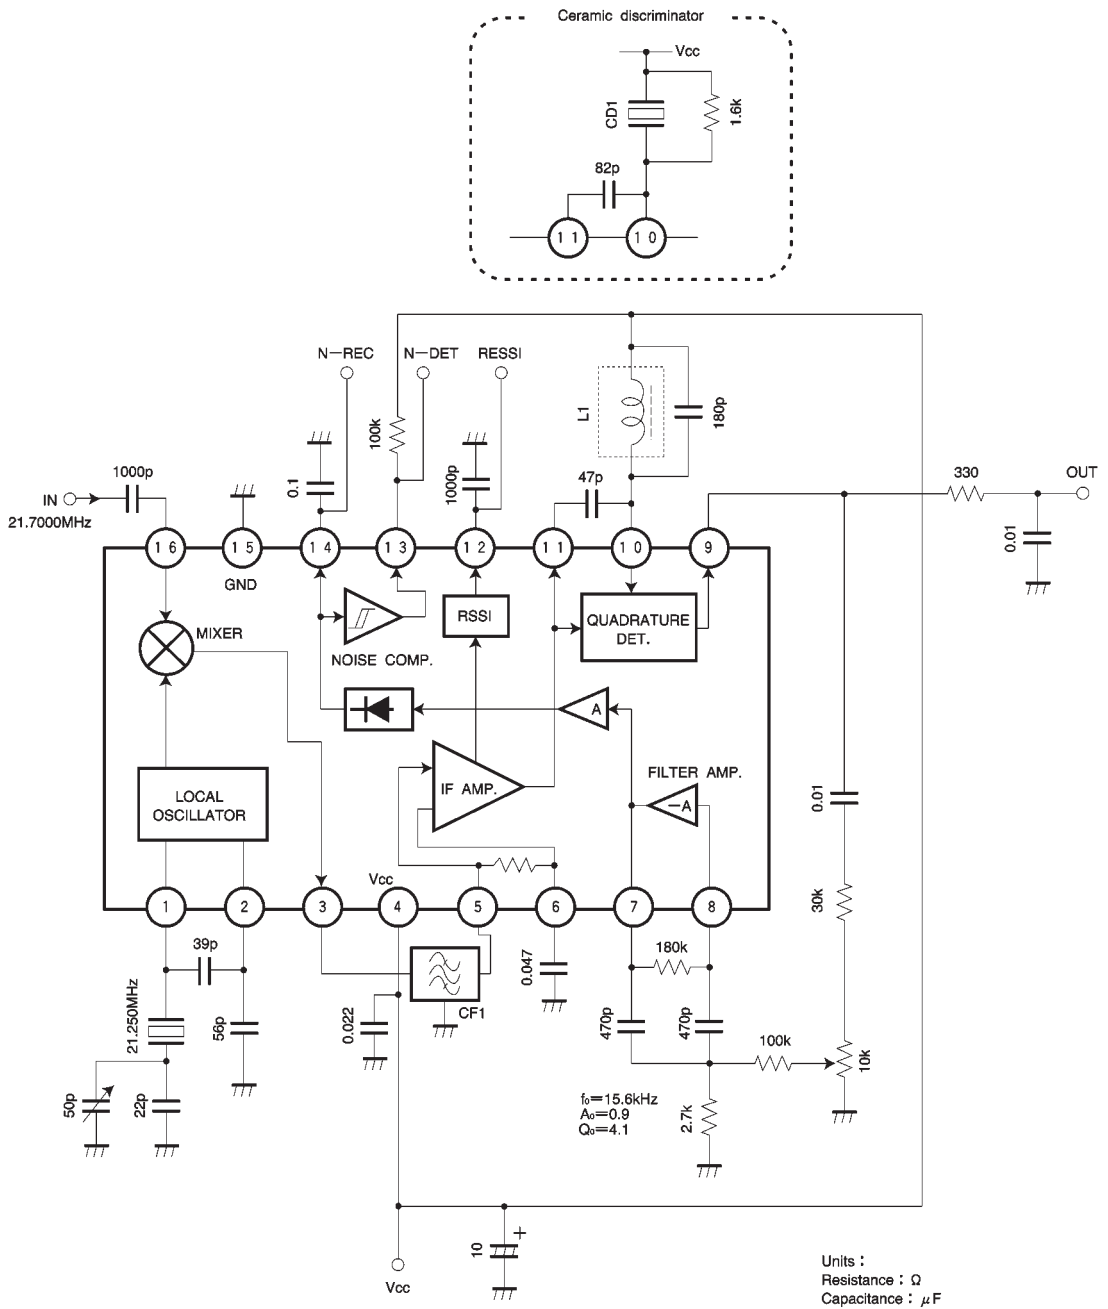 Ceramic discriminator
Vcc
CD1
1.6k
82p
11
10
N-REC
N-DET
RESSI
L1
180p
100k
1000p
0.1
1000p
47p
330
OUT
IN
21.7000MHz
0.01
16
15
14
13
12
11
10
9
GND
MIXER
NOISE COMP.
RSSI
QUADRATURE
DET.
A
IF AMP.
FILTER AMP.
-A
LOCAL
OSCILLATOR
0.01
Vcc
1
2
3
4
5
6
7
8
30k
39p
180k
21.250MHz
56p
0.022
CF1
0.047
470p
470p
100k
10k
50p
22p
f₀=15.6kHz
A₀=0.9
Q₀=4.1
2.7k
10
+
Vcc
Units :
Resistance : Ω
Capacitance : μF